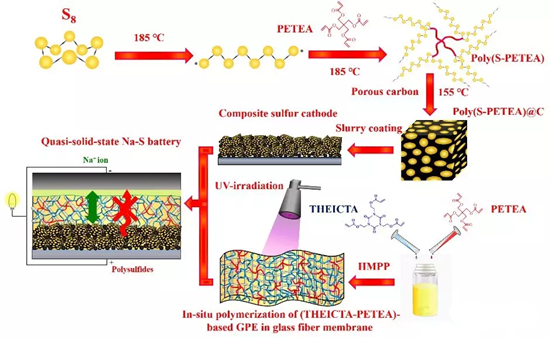 S8
185 ℃
PETEA
185 ℃
Poly(S-PETEA)
Porous carbon
155 ℃
Poly(S-PETEA)@C
Composite sulfur cathode
Slurry coating
Quasi-solid-state Na-S battery
Na⁺ ion
-
+
Polysulfides
UV-irradiation
THEICTA
PETEA
HMPP
In-situ polymerization of (THEICTA-PETEA)-
based GPE in glass fiber membrane